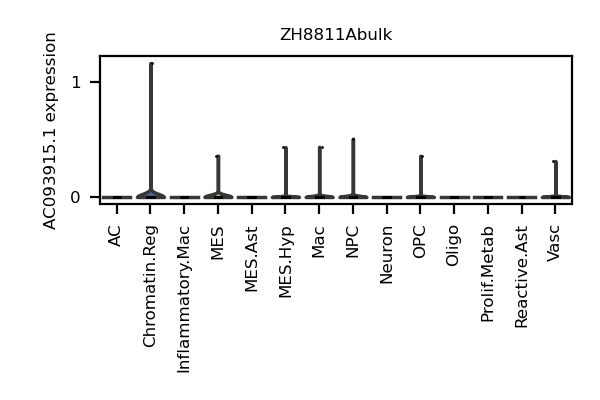 ZH8811Abulk
AC093915.1 expression
1
0
AC
Chromatin.Reg
Inflammatory.Mac
MES
MES.Ast
MES.Hyp
Mac
NPC
Neuron
OPC
Oligo
Prolif.Metab
Reactive.Ast
Vasc